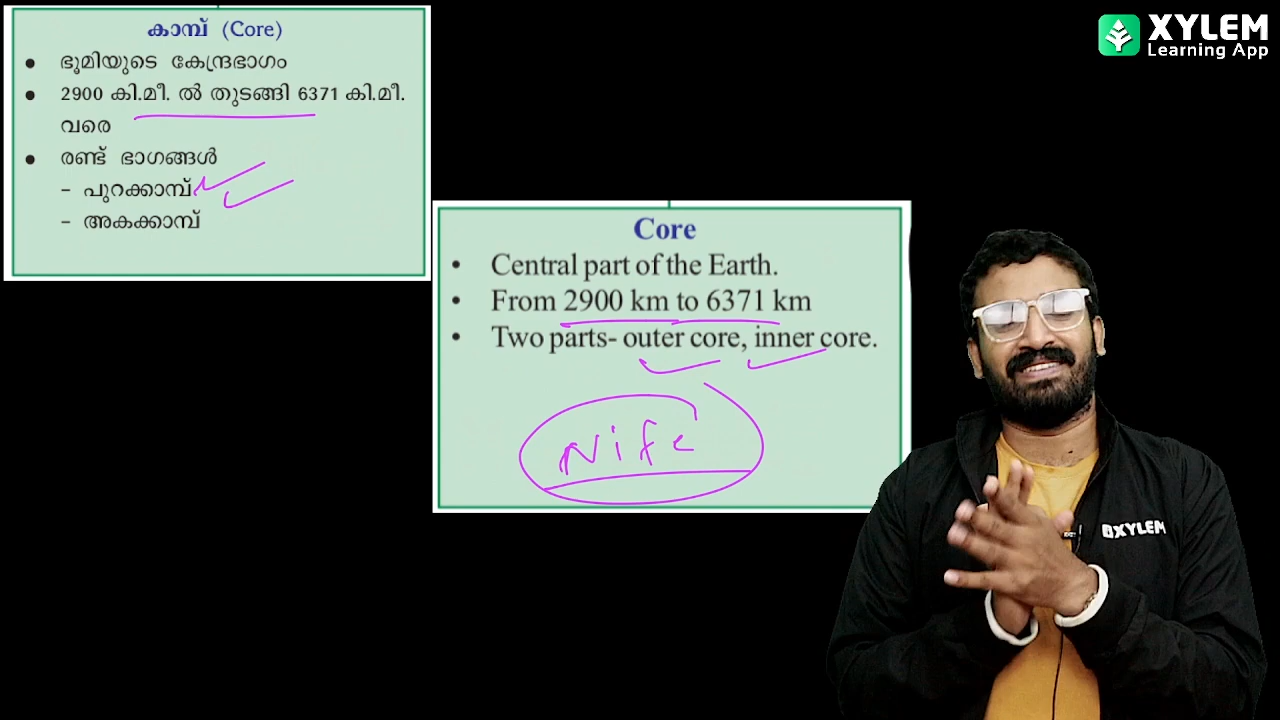 കാമ്പ് (Core)
• ഭൂമിയുടെ കേന്ദ്രഭാഗം
• 2900 കി.മീ. ൽ തുടങ്ങി 6371 കി.മീ.
വരെ
• രണ്ട് ഭാഗങ്ങൾ
– പുറക്കാമ്പ്
– അകക്കാമ്പ്
Core
• Central part of the Earth.
• From 2900 km to 6371 km
• Two parts- outer core, inner core.
Nife
XYLEM
Learning App
XYLEM